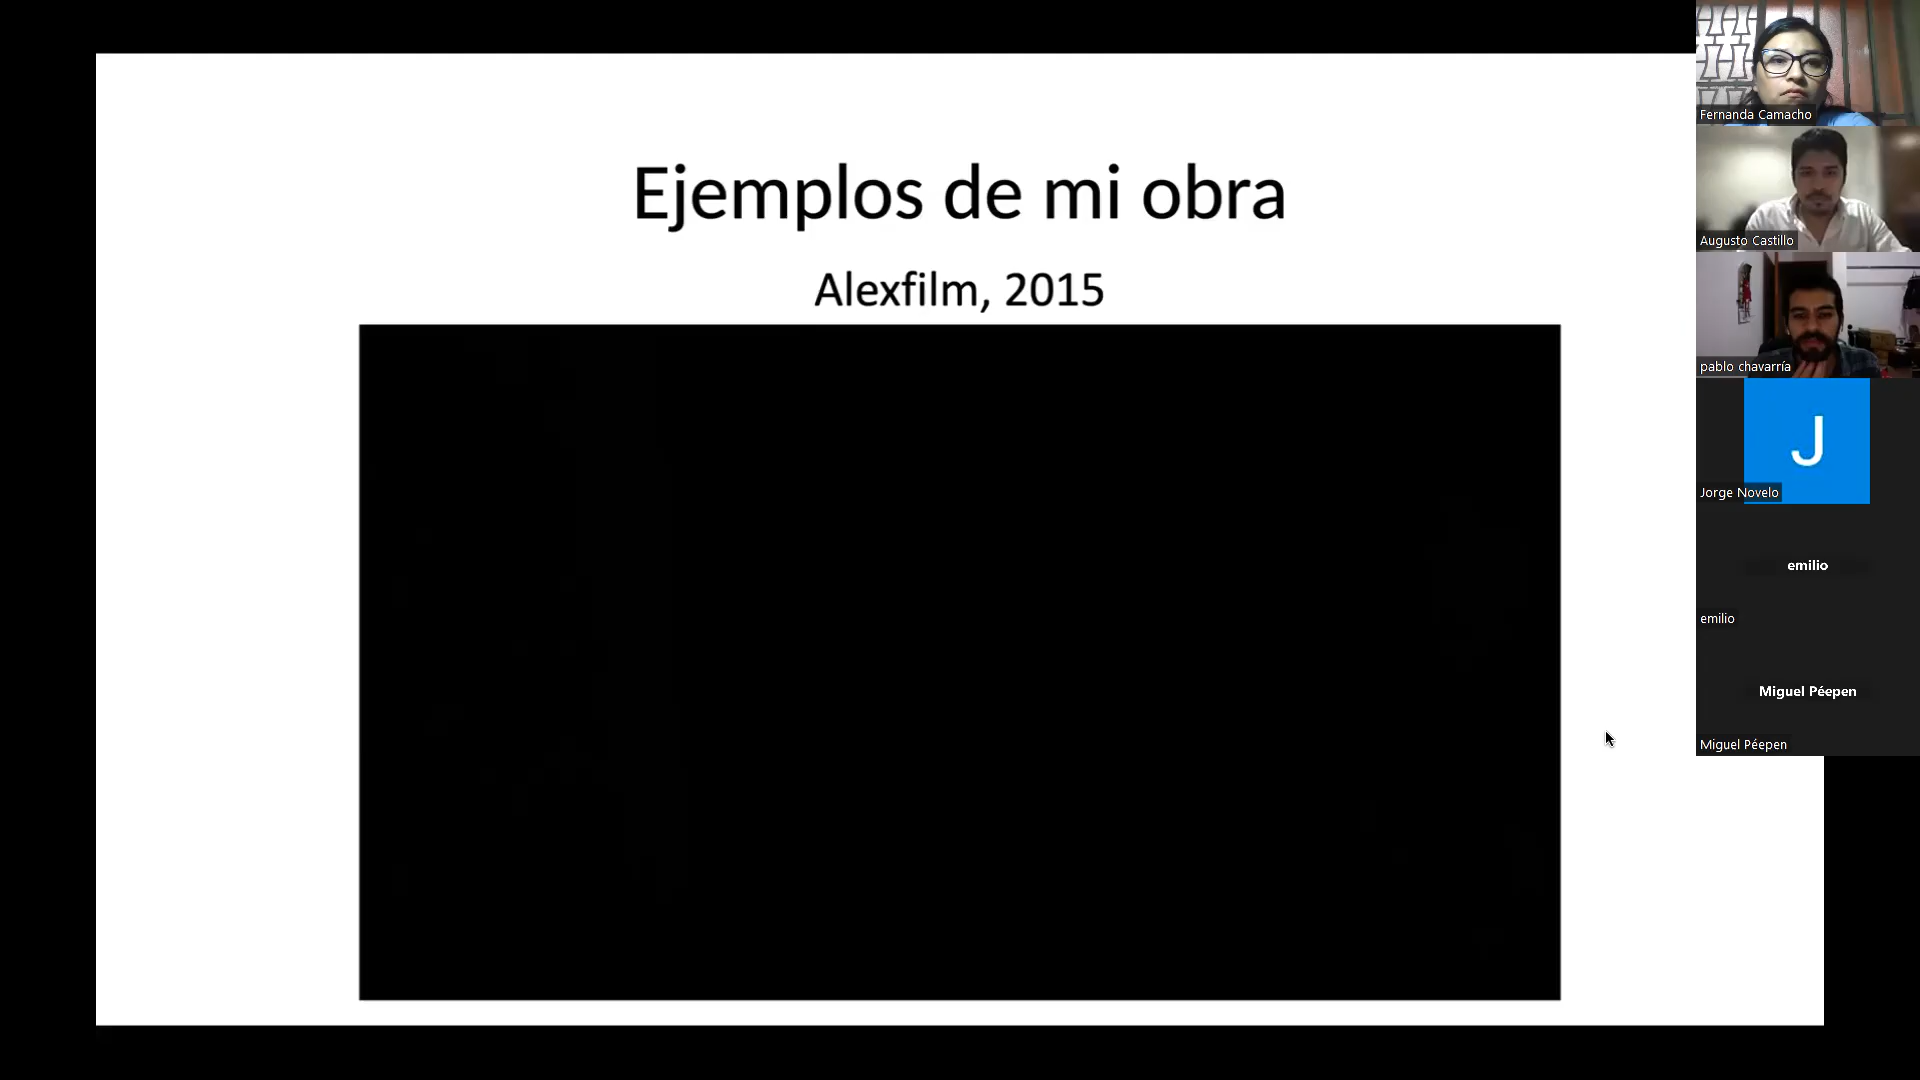 Ejemplos de mi obra
Alexfilm, 2015
Fernanda Camacho
Augusto Castillo
pablo chavarría
J
Jorge Novelo
emilio
emilio
Miguel Péepen
Miguel Péepen